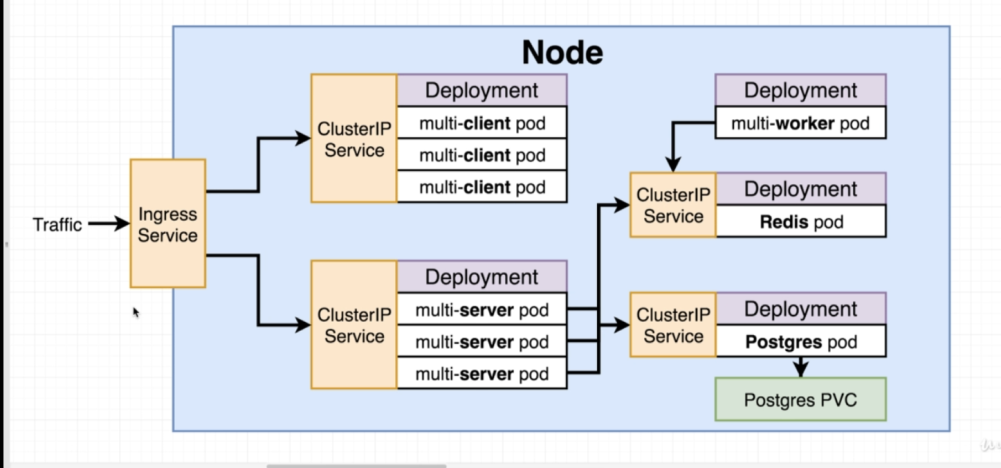 Node
Traffic
Ingress
Service
ClusterIP
Service
Deployment
multi-client pod
multi-client pod
multi-client pod
ClusterIP
Service
Deployment
multi-server pod
multi-server pod
multi-server pod
Deployment
multi-worker pod
ClusterIP
Service
Deployment
Redis pod
ClusterIP
Service
Deployment
Postgres pod
Postgres PVC